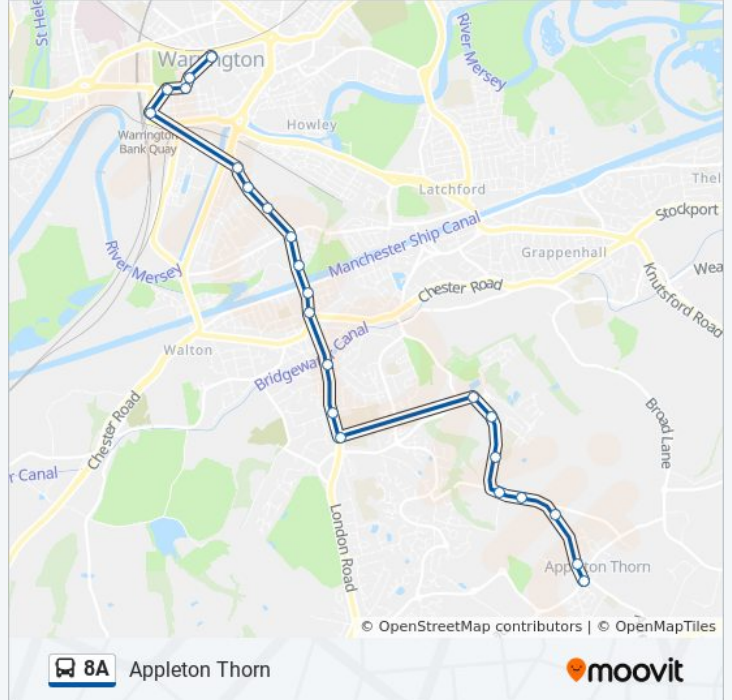 St Hele
Warrington
River Mersey
Howley
Warrington
Bank Quay
Thel
Latchford
Stockport
Manchester Ship Canal
River Mersey
Grappenhall
Wea
Chester Road
Knutsford Road
Walton
Bridgewater Canal
Chester Road
Broad Lane
r Canal
London Road
Appleton Thorn
© OpenStreetMap contributors | © OpenMapTiles
8A Appleton Thorn
moovit